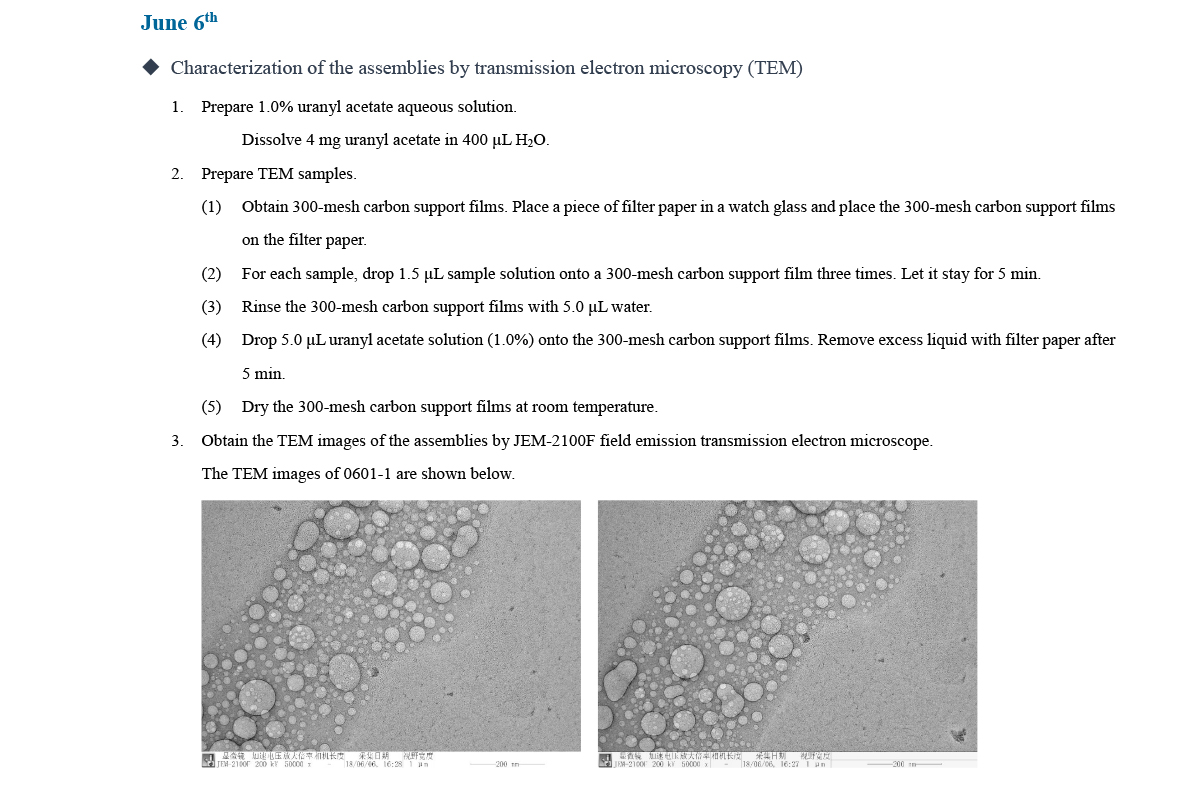 June 6th
◆ Characterization of the assemblies by transmission electron microscopy (TEM)
1. Prepare 1.0% uranyl acetate aqueous solution.
Dissolve 4 mg uranyl acetate in 400 μL H₂O.
2. Prepare TEM samples.
(1) Obtain 300-mesh carbon support films. Place a piece of filter paper in a watch glass and place the 300-mesh carbon support films
on the filter paper.
(2) For each sample, drop 1.5 μL sample solution onto a 300-mesh carbon support film three times. Let it stay for 5 min.
(3) Rinse the 300-mesh carbon support films with 5.0 μL water.
(4) Drop 5.0 μL uranyl acetate solution (1.0%) onto the 300-mesh carbon support films. Remove excess liquid with filter paper after
5 min.
(5) Dry the 300-mesh carbon support films at room temperature.
3. Obtain the TEM images of the assemblies by JEM-2100F field emission transmission electron microscope.
The TEM images of 0601-1 are shown below.
显微镜 加速电压 放大倍率 相机长度 采集日期 视野宽度
JEM-2100F 200 kV 50000 x - 18/06/06, 16:28 1 μm 200 nm
显微镜 加速电压 放大倍率 相机长度 采集日期 视野宽度
JEM-2100F 200 kV 50000 x - 18/06/06, 16:27 1 μm 200 nm